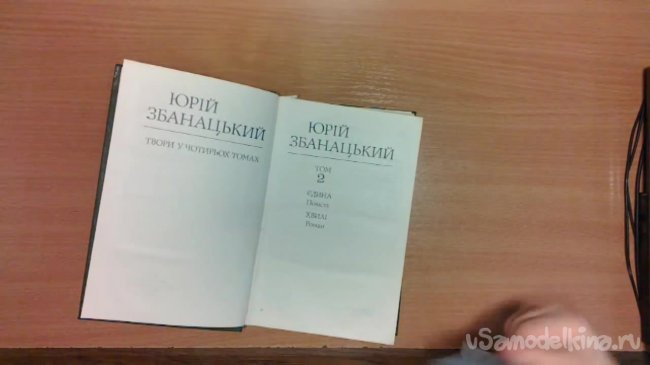 ЮРІЙ
ЗБАНАЦЬКИЙ
ТВОРИ У ЧОТИРЬОХ ТОМАХ
ЮРІЙ
ЗБАНАЦЬКИЙ
ТОМ
2
ЄДИНА
Повість
ХВИЛІ
Роман
vSamodelkina.ru